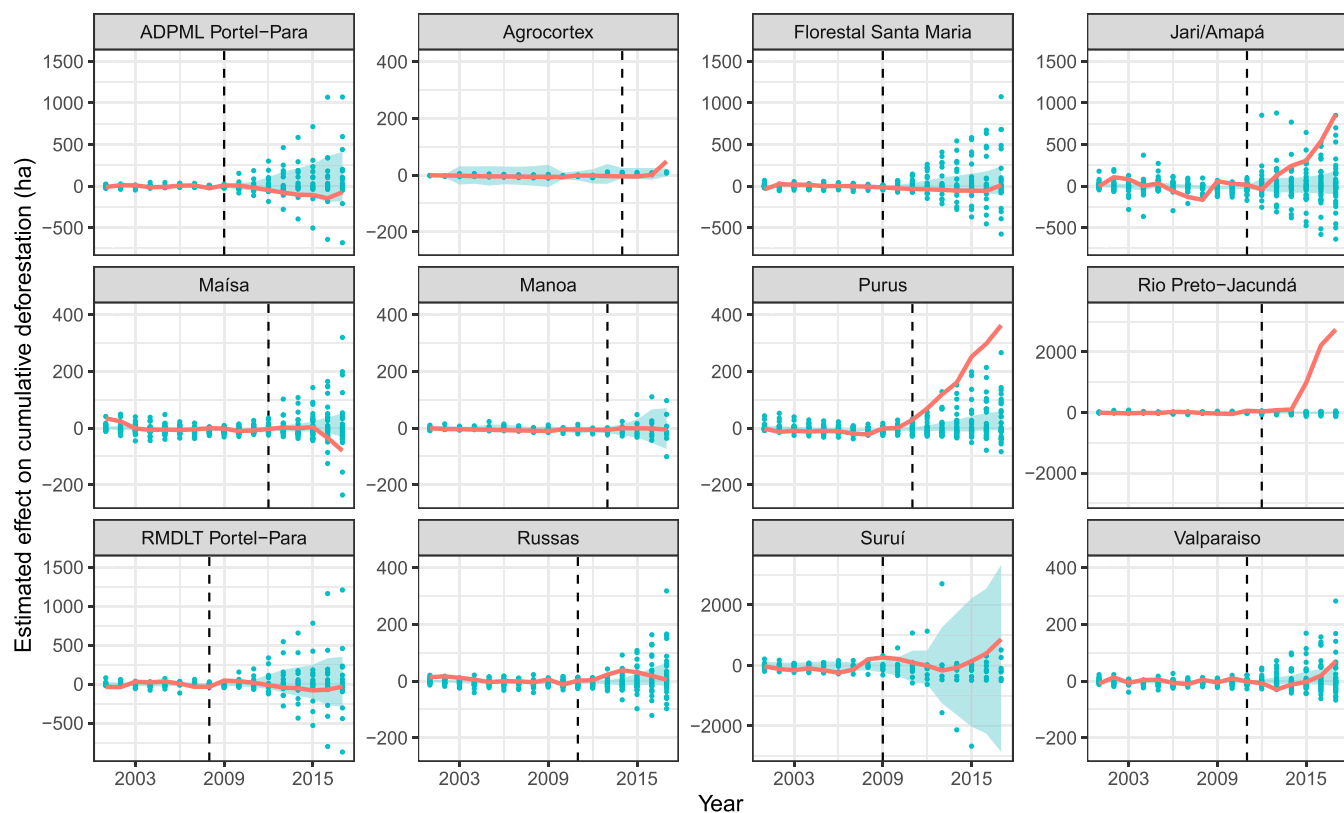 ADPML Portel−Para
Agrocortex
Florestal Santa Maria
Jari/Amapá
1500
1000
500
0
−500
400
200
0
−200
1500
1000
500
0
−500
1500
1000
500
0
−500
Maísa
Manoa
Purus
Rio Preto−Jacundá
400
200
0
−200
400
200
0
−200
400
200
0
−200
2000
0
−2000
RMDLT Portel−Para
Russas
Suruí
Valparaiso
1500
1000
500
0
−500
400
200
0
−200
2000
0
−2000
400
200
0
−200
2003 2009 2015
2003 2009 2015
2003 2009 2015
2003 2009 2015
Year
Estimated effect on cumulative deforestation (ha)